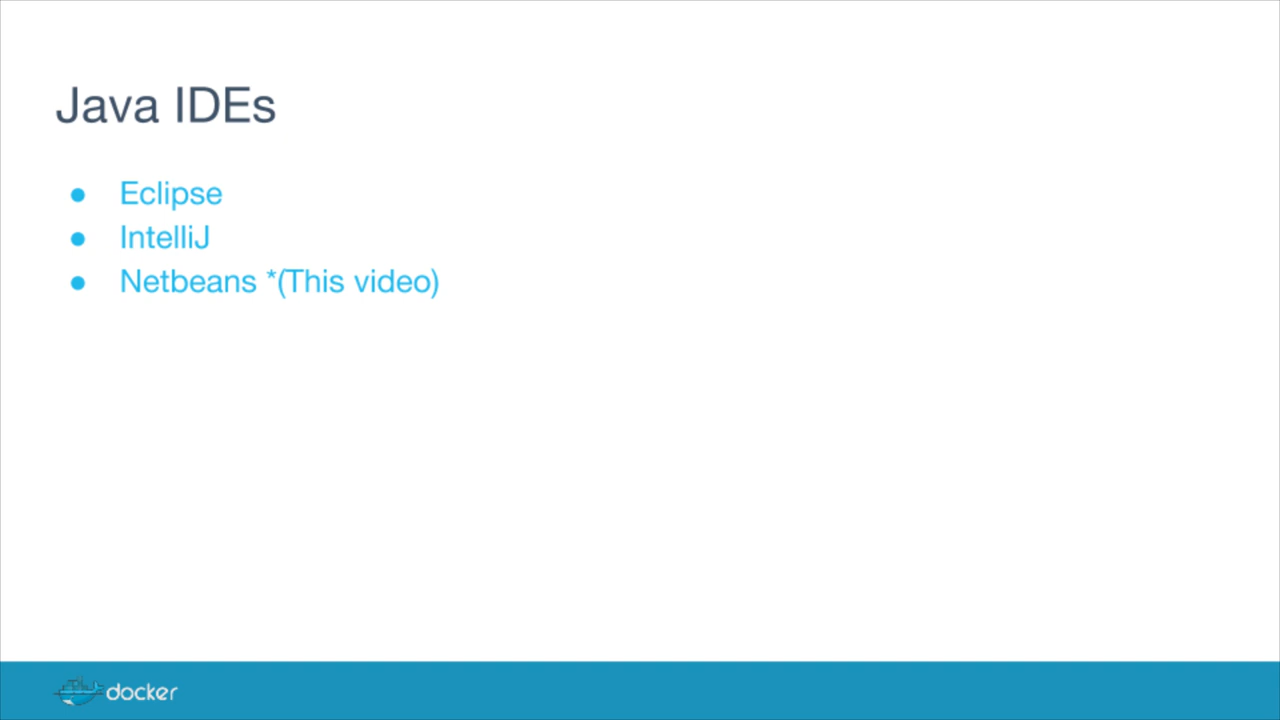 Java IDEs
● Eclipse
● IntelliJ
● Netbeans *(This video)
docker